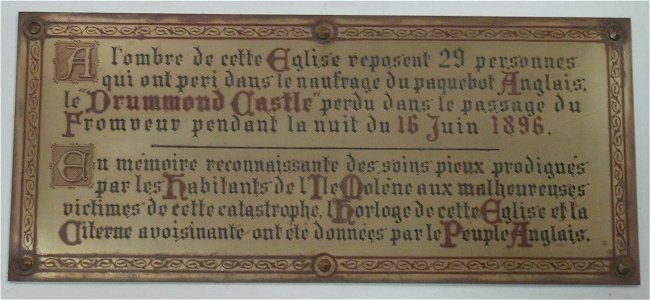 A l'ombre de cette Eglise reposent 29 personnes
qui ont peri dans le naufrage du paquebot Anglais,
le "Drummond Castle" perdu dans le passage du
Fromveur pendant la nuit du 16 Juin 1896.
En mémoire reconnaissante des soins pieux prodigués
par les Habitants de l'Ile Molène aux malheureuses
victimes de cette catastrophe, l'Horloge de cette Eglise et la
Citerne avoisinante ont été données par le Peuple Anglais.